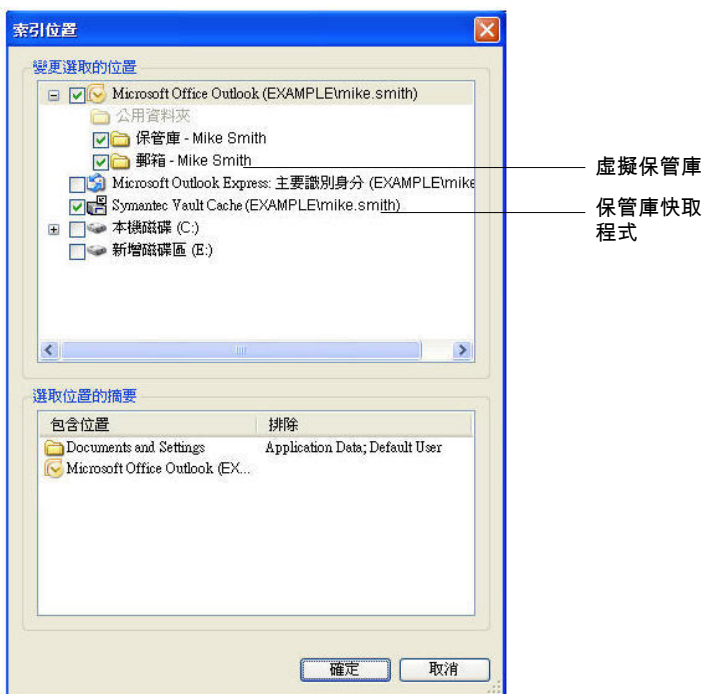 索引位置
變更選取的位置
Microsoft Office Outlook (EXAMPLE\mike.smith)
公用資料夾
保管庫 - Mike Smith
郵箱 - Mike Smith
Microsoft Outlook Express: 主要識別身分 (EXAMPLE\mike
Symantec Vault Cache (EXAMPLE\mike.smith)
本機磁碟 (C:)
新增磁碟區 (E:)
虛擬保管庫
保管庫快取
程式
選取位置的摘要
包含位置 排除
Documents and Settings Application Data; Default User
Microsoft Office Outlook (EX...
確定 取消